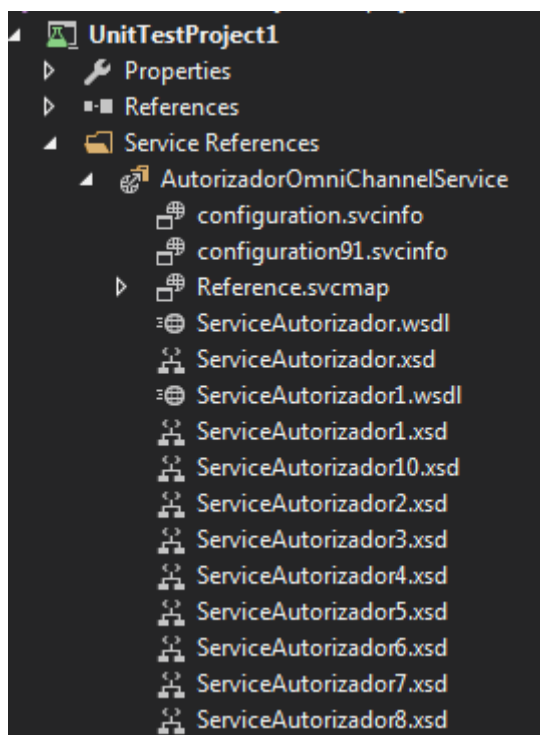 UnitTestProject1
Properties
References
Service References
AutorizadorOmniChannelService
configuration.svcinfo
configuration91.svcinfo
Reference.svcmap
ServiceAutorizador.wsdl
ServiceAutorizador.xsd
ServiceAutorizador1.wsdl
ServiceAutorizador1.xsd
ServiceAutorizador10.xsd
ServiceAutorizador2.xsd
ServiceAutorizador3.xsd
ServiceAutorizador4.xsd
ServiceAutorizador5.xsd
ServiceAutorizador6.xsd
ServiceAutorizador7.xsd
ServiceAutorizador8.xsd